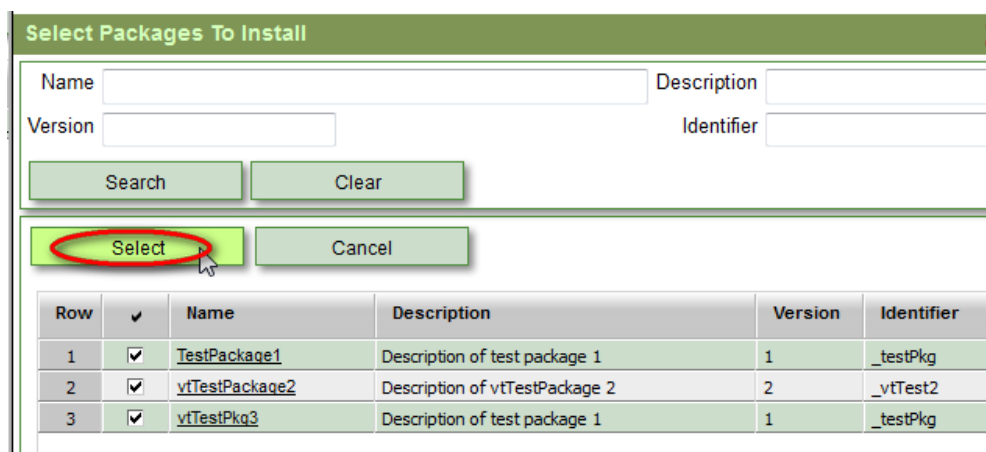 Select Packages To Install
Name Description
Version Identifier
Search Clear
Select Cancel
Row ✔ Name Description Version Identifier
1 TestPackage1 Description of test package 1 1 _testPkg
2 vtTestPackage2 Description of vtTestPackage 2 2 _vtTest2
3 vtTestPkg3 Description of test package 1 1 _testPkg